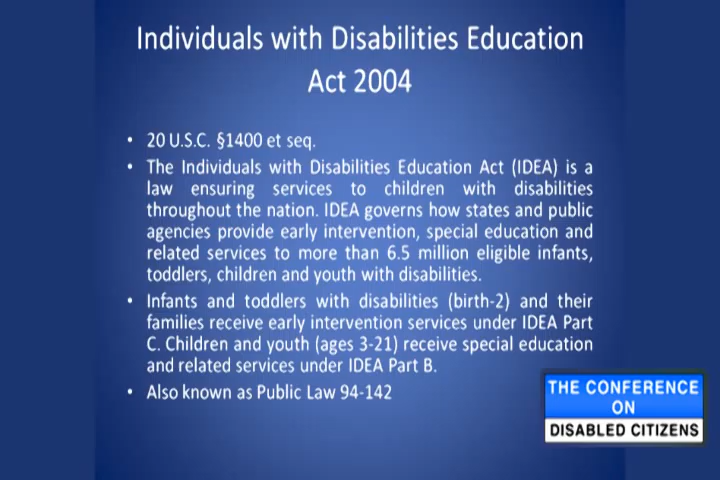 Individuals with Disabilities Education
Act 2004
• 20 U.S.C. §1400 et seq.
• The Individuals with Disabilities Education Act (IDEA) is a
law ensuring services to children with disabilities
throughout the nation. IDEA governs how states and public
agencies provide early intervention, special education and
related services to more than 6.5 million eligible infants,
toddlers, children and youth with disabilities.
• Infants and toddlers with disabilities (birth-2) and their
families receive early intervention services under IDEA Part
C. Children and youth (ages 3-21) receive special education
and related services under IDEA Part B.
• Also known as Public Law 94-142
THE CONFERENCE
ON
DISABLED CITIZENS